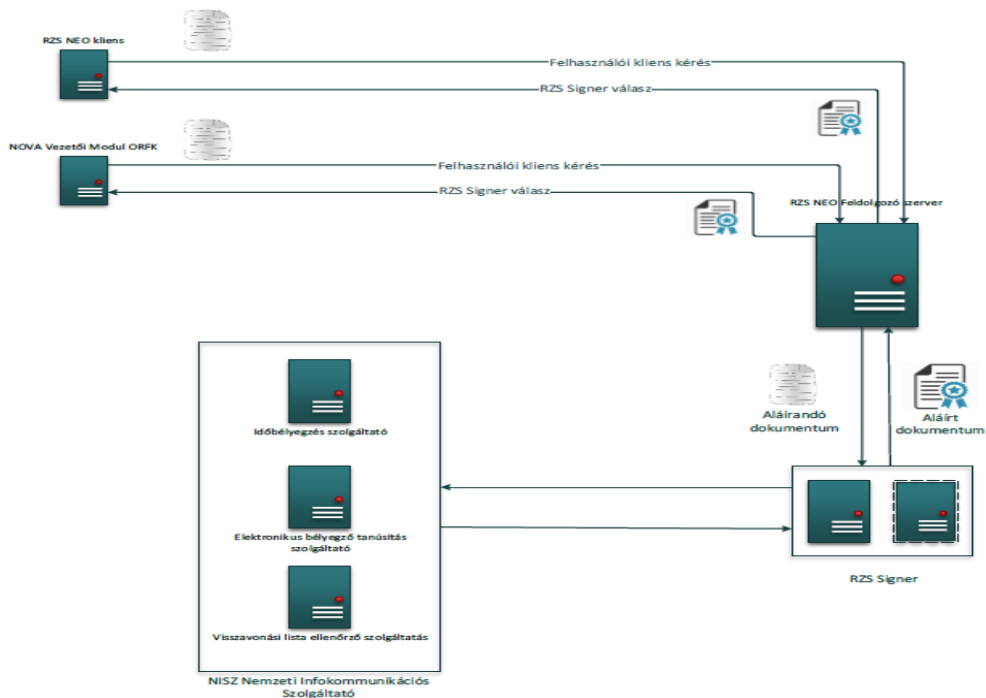 RZS NEO kliens
Felhasználói kliens kérés
RZS Signer válasz
NOVA Vezetői Modul ORFK
Felhasználói kliens kérés
RZS Signer válasz
RZS NEO Feldolgozó szerver
Időbélyegzés szolgáltató
Aláírandó
dokumentum
Aláírt
dokumentum
Elektronikus bélyegző tanúsítás
szolgáltató
RZS Signer
Visszavonási lista ellenőrző szolgáltatás
NISZ Nemzeti Infokommunikációs
Szolgáltató